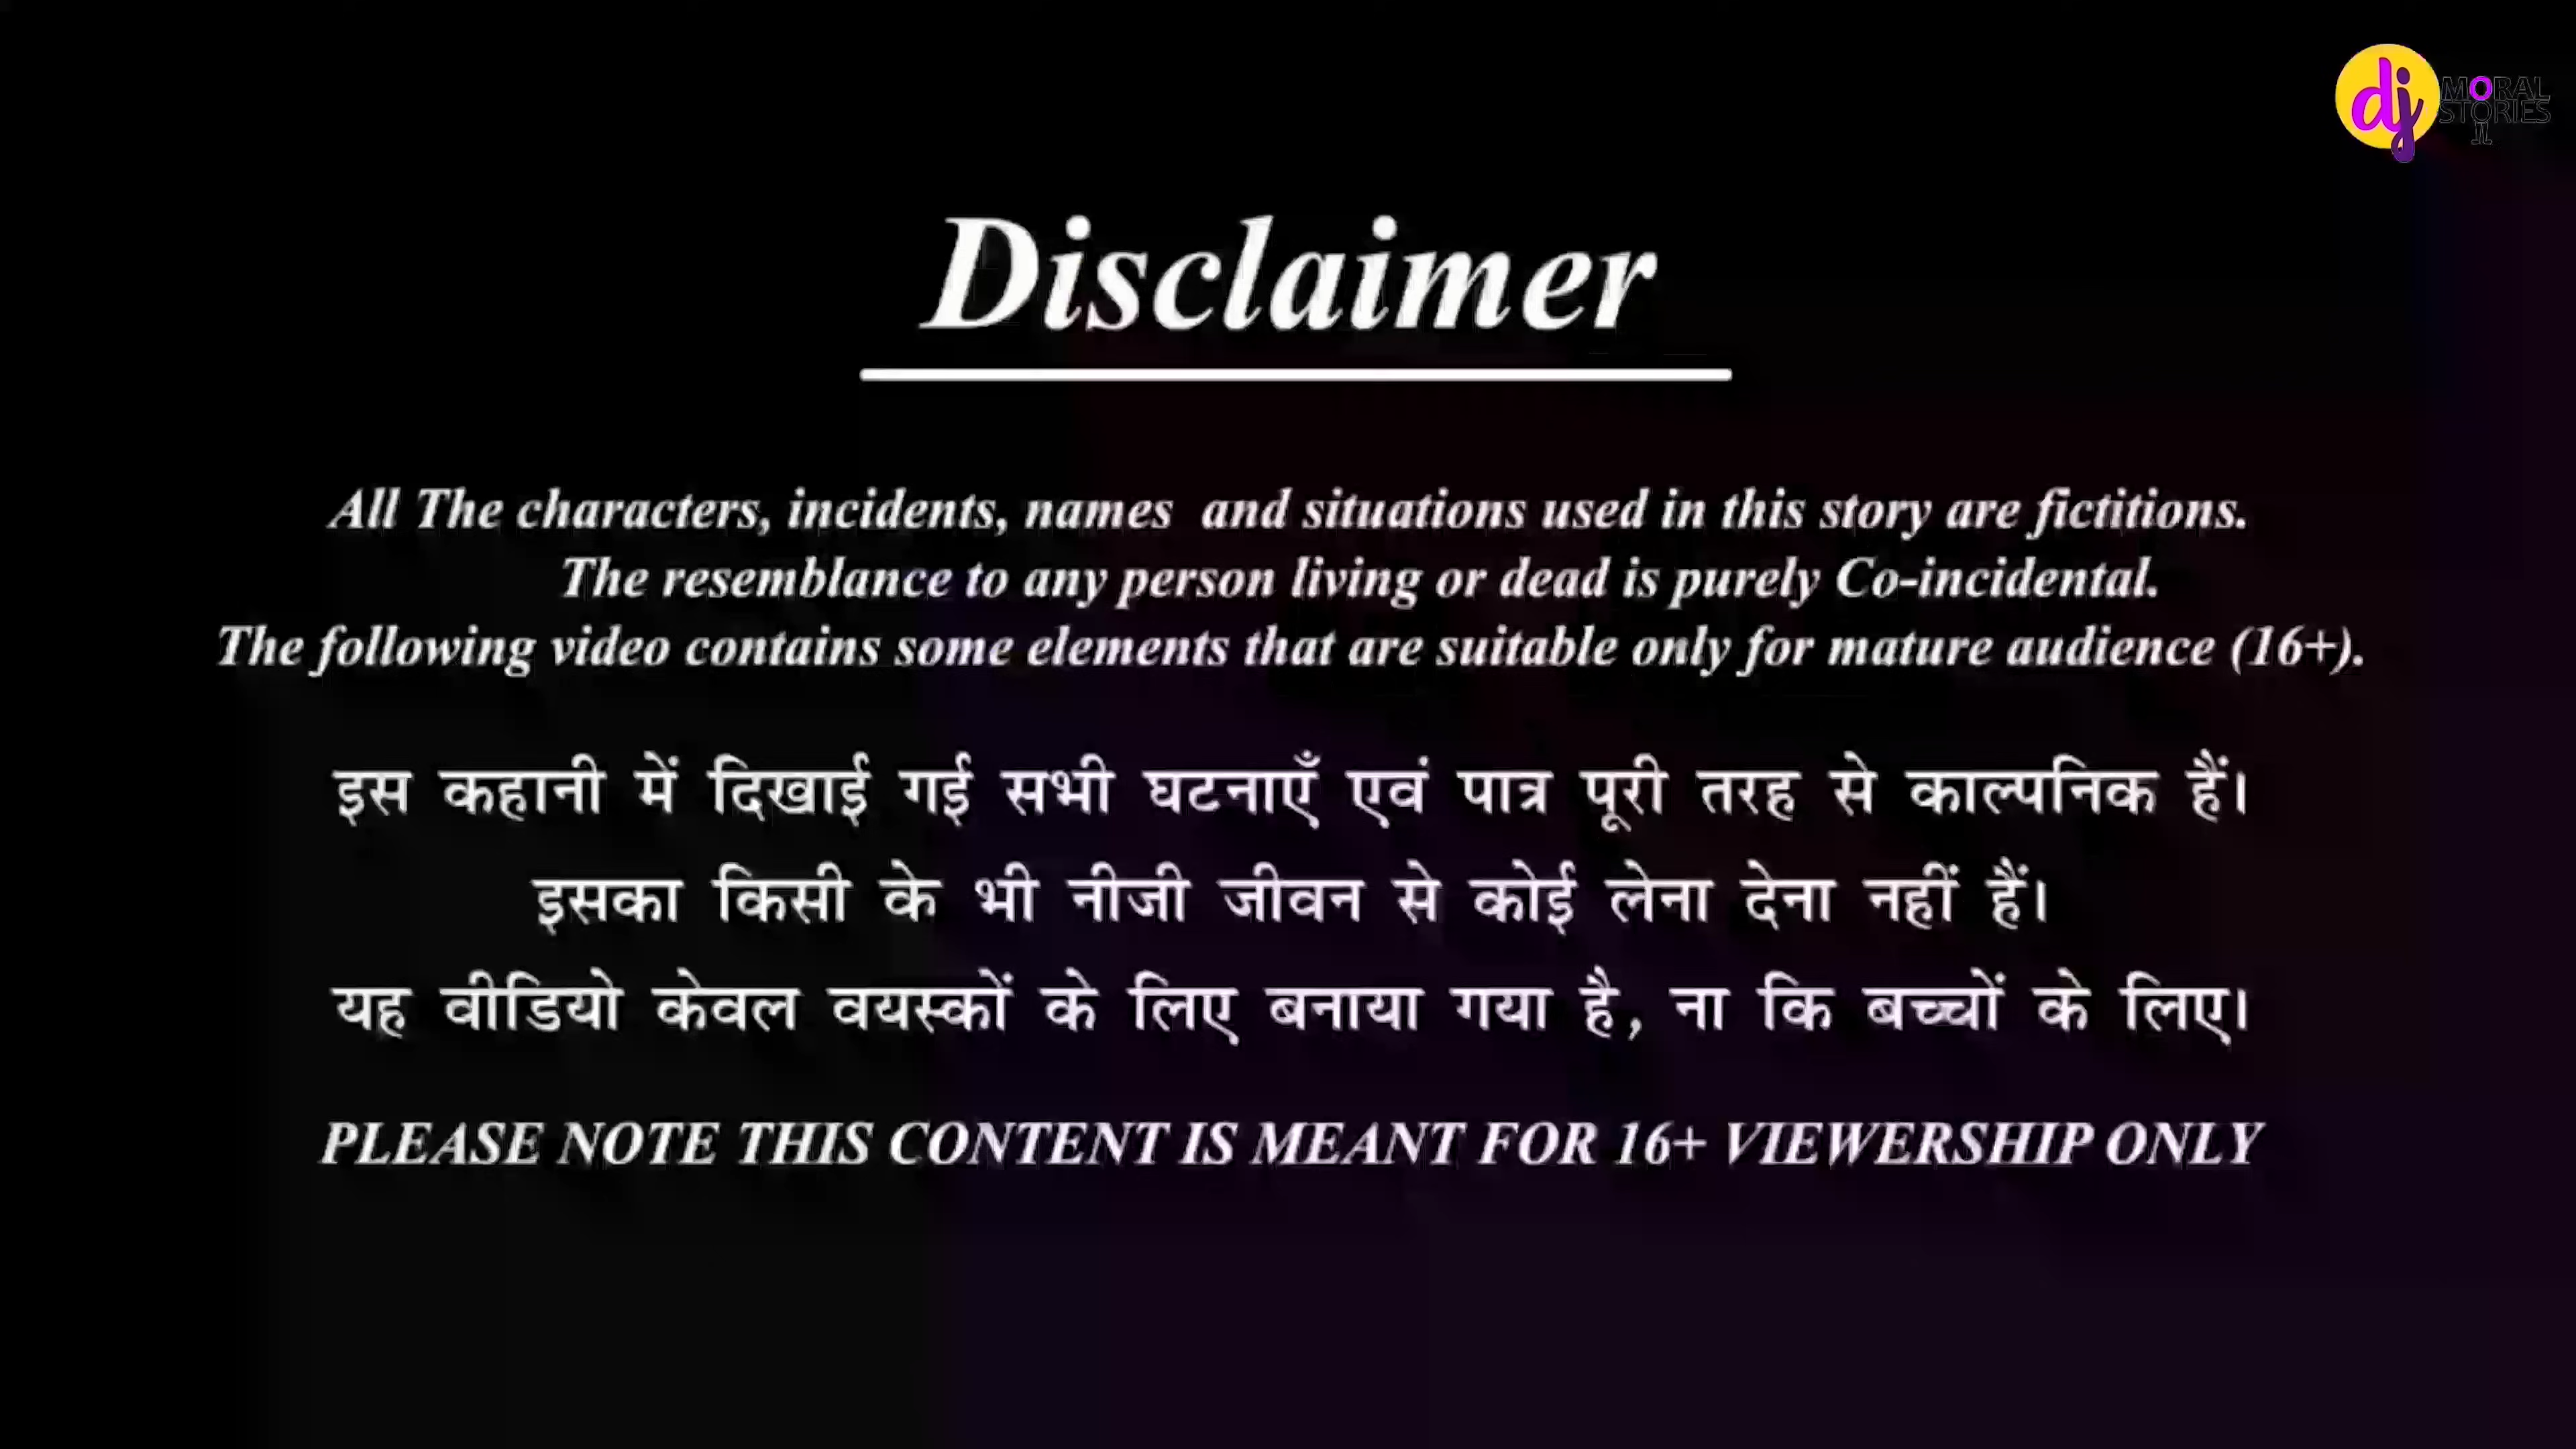 dj MORAL
STORIES
Disclaimer
All The characters, incidents, names and situations used in this story are fictitions.
The resemblance to any person living or dead is purely Co-incidental.
The following video contains some elements that are suitable only for mature audience (16+).
इस कहानी में दिखाई गई सभी घटनाएँ एवं पात्र पूरी तरह से काल्पनिक हैं।
इसका किसी के भी नीजी जीवन से कोई लेना देना नहीं हैं।
यह वीडियो केवल वयस्कों के लिए बनाया गया है, ना कि बच्चों के लिए।
PLEASE NOTE THIS CONTENT IS MEANT FOR 16+ VIEWERSHIP ONLY